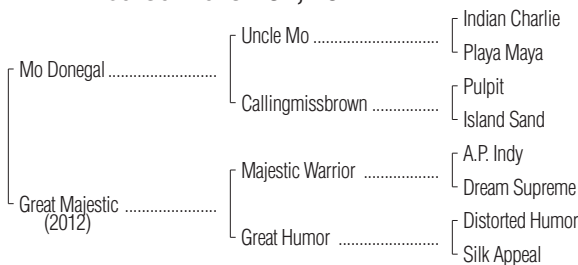 Indian Charlie
Uncle Mo ....................
Playa Maya
Mo Donegal .......................
Pulpit
Callingmissbrown ................
Island Sand
A.P. Indy
Majestic Warrior ..................
Dream Supreme
Great Majestic ....................
(2012)
Distorted Humor
Great Humor ........................
Silk Appeal